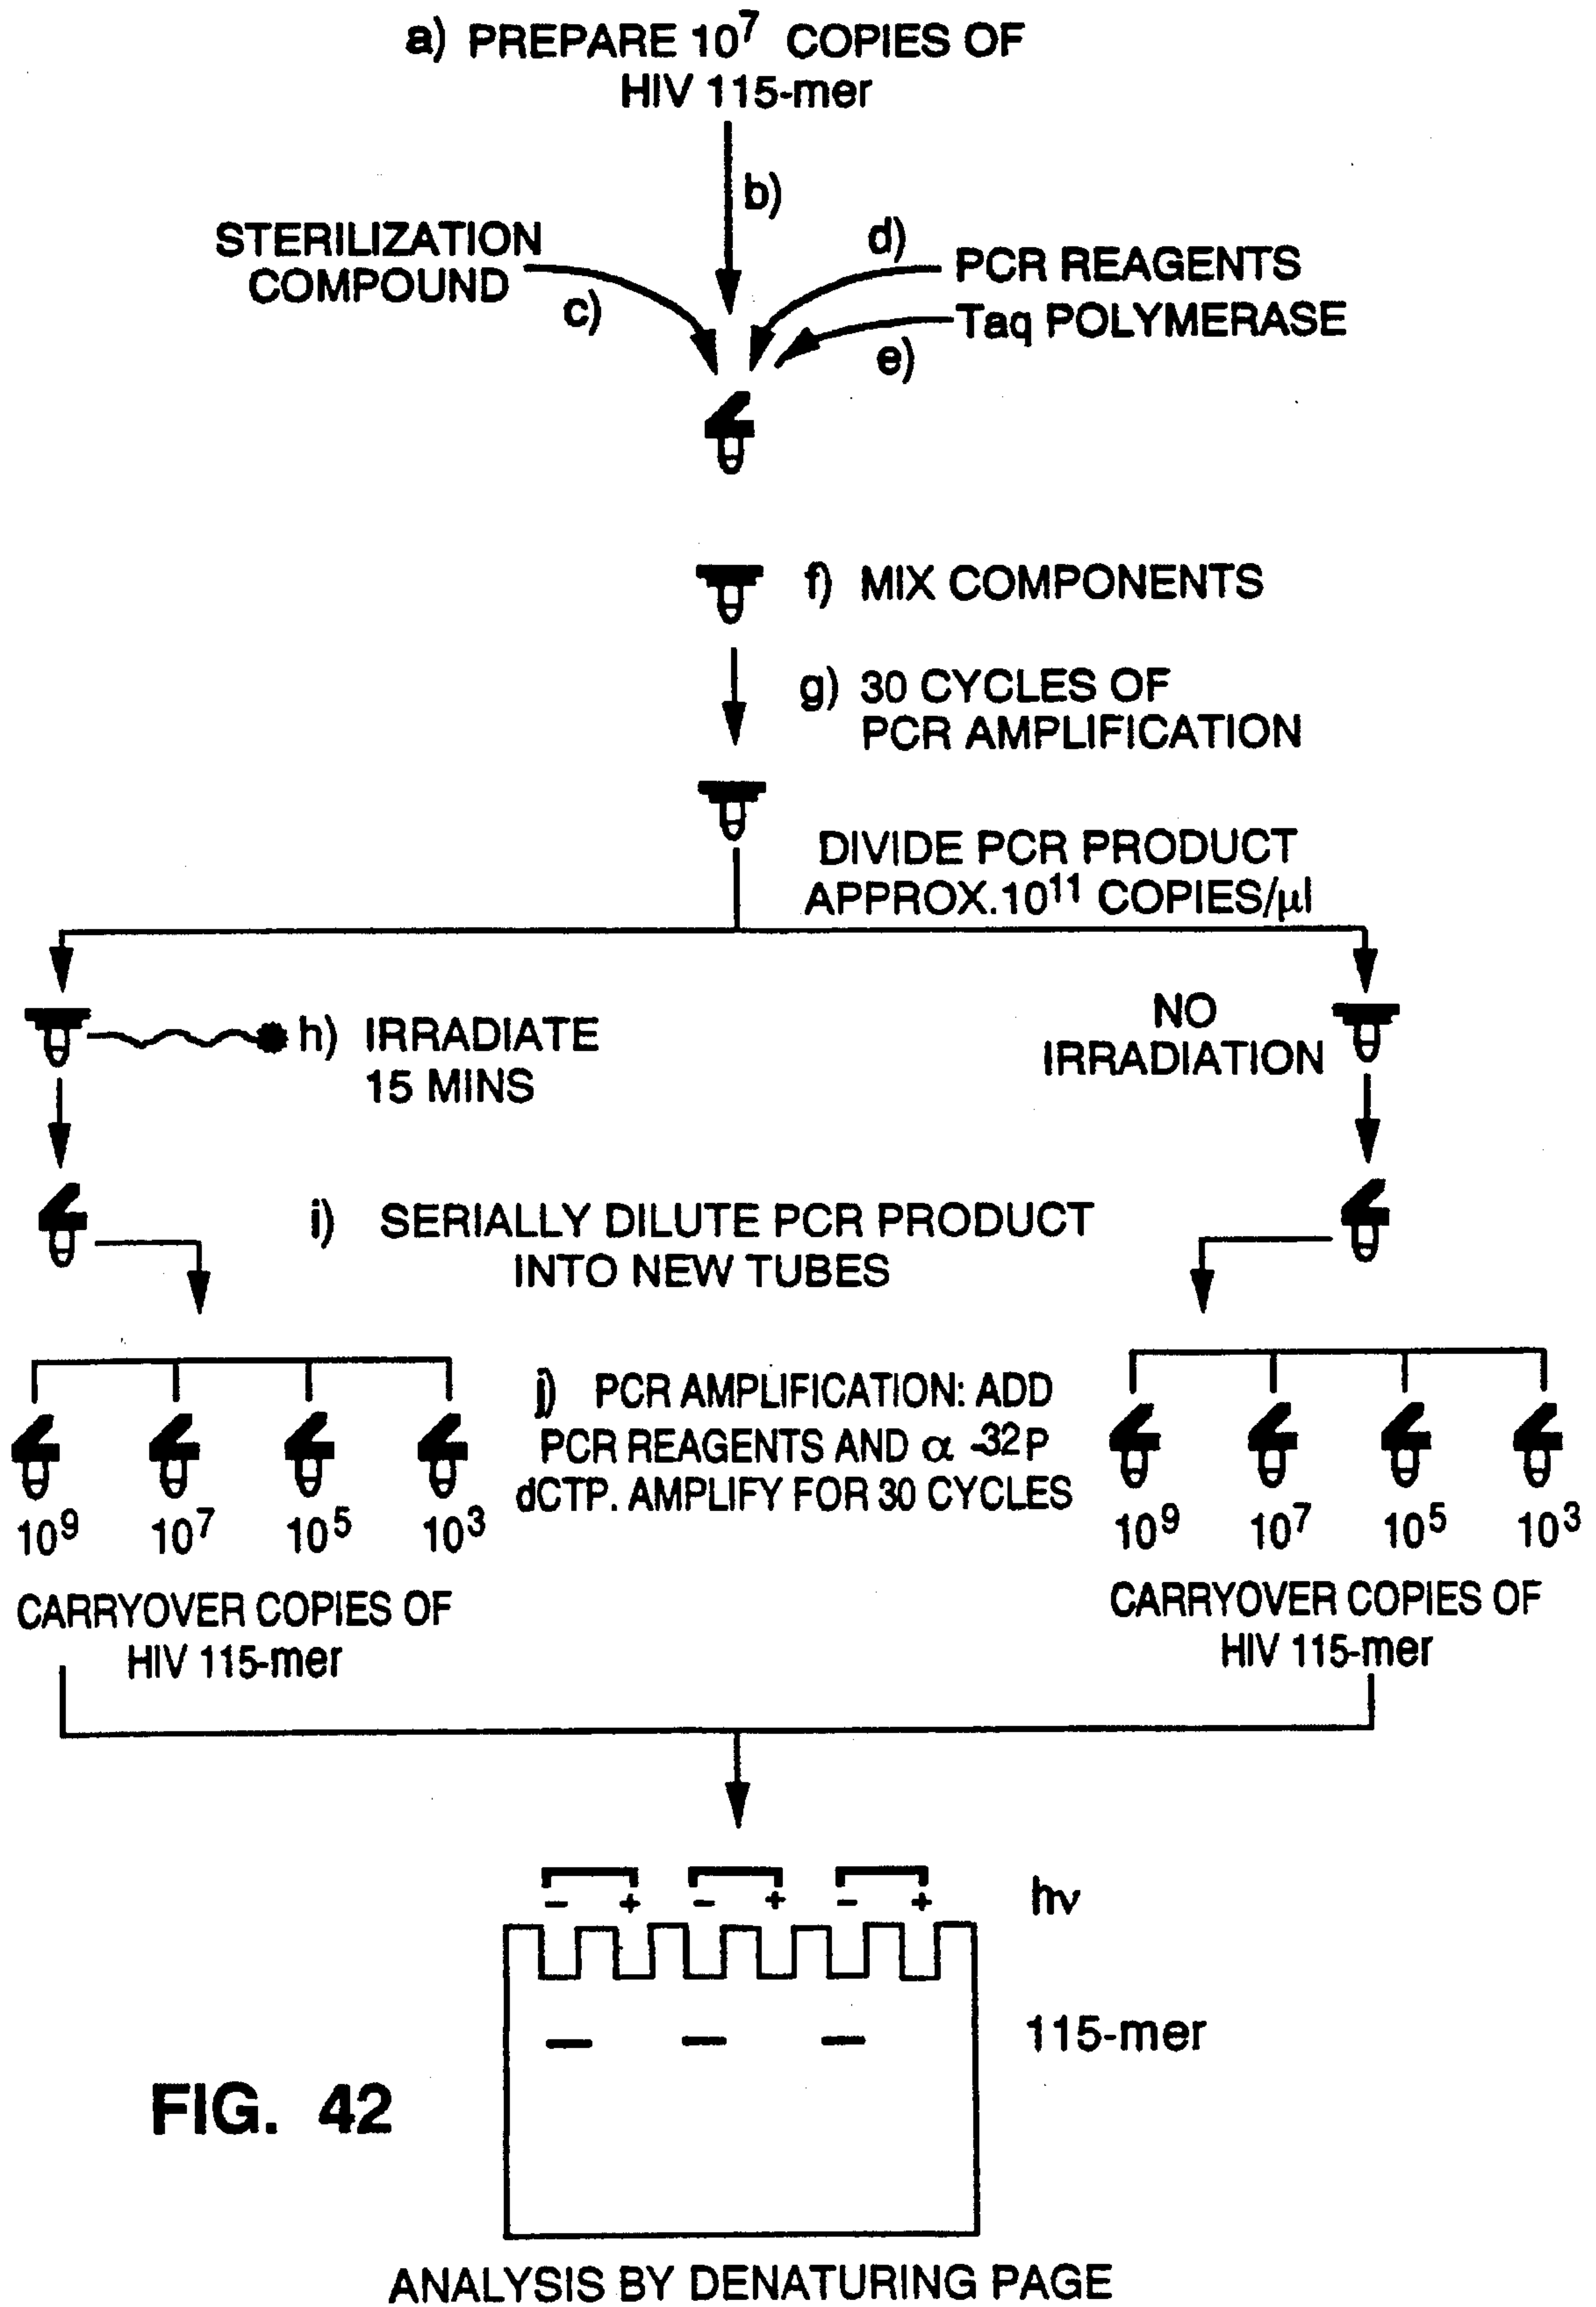 a) PREPARE 10⁷ COPIES OF
HIV 115-mer
b)
STERILIZATION
COMPOUND
c)
d)
PCR REAGENTS
Taq POLYMERASE
e)
f) MIX COMPONENTS
g) 30 CYCLES OF
PCR AMPLIFICATION
DIVIDE PCR PRODUCT
APPROX.10¹¹ COPIES/μl
h) IRRADIATE
15 MINS
NO
IRRADIATION
i) SERIALLY DILUTE PCR PRODUCT
INTO NEW TUBES
j) PCR AMPLIFICATION: ADD
PCR REAGENTS AND α -32P
dCTP. AMPLIFY FOR 30 CYCLES
10⁹ 10⁷ 10⁵ 10³
10⁹ 10⁷ 10⁵ 10³
CARRYOVER COPIES OF
HIV 115-mer
CARRYOVER COPIES OF
HIV 115-mer
– + – + – + hν
115-mer
FIG. 42
ANALYSIS BY DENATURING PAGE